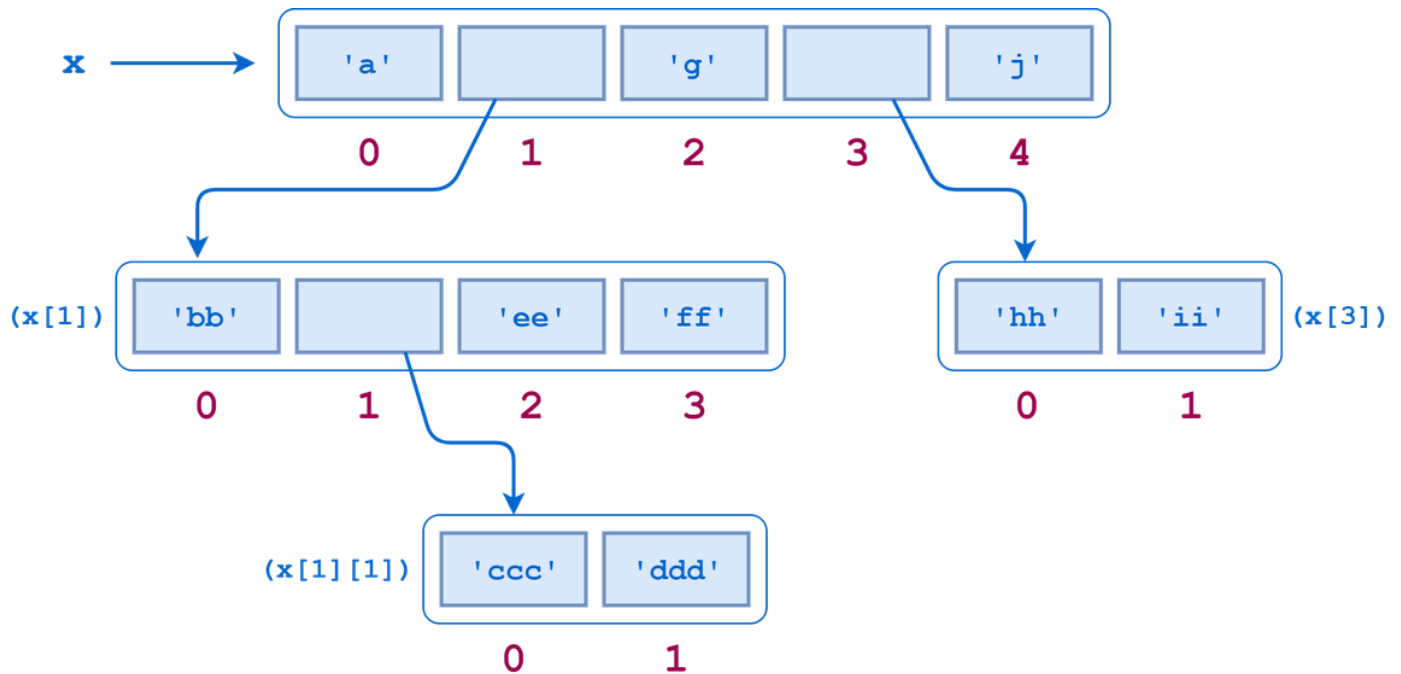 x 'a' 'g' 'j'
0 1 2 3 4
(x[1]) 'bb' 'ee' 'ff' 'hh' 'ii' (x[3])
0 1 2 3 0 1
(x[1][1]) 'ccc' 'ddd'
0 1